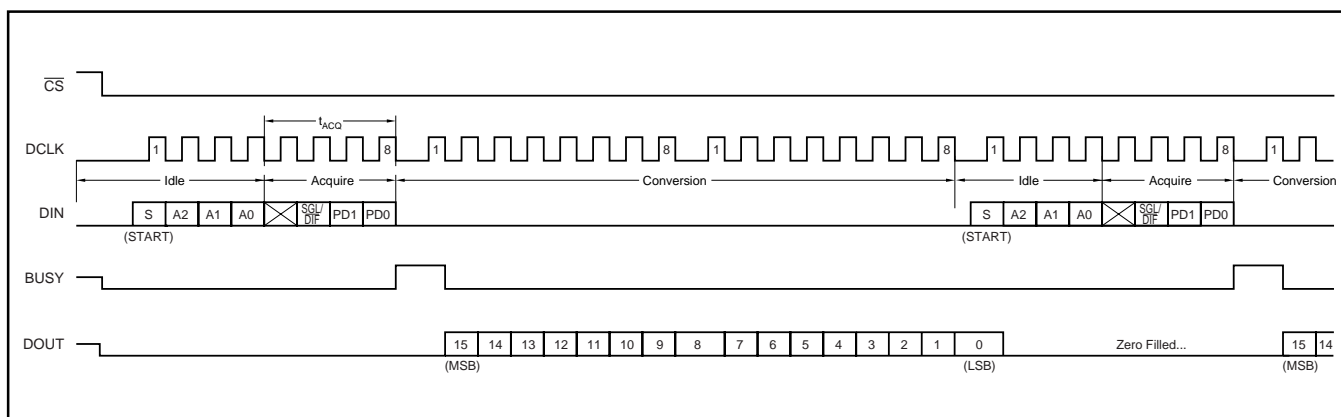 CS
tACQ
DCLK 1 8 1 8 1 8 1 8 1
Idle Acquire Conversion Idle Acquire Conversion
DIN S A2 A1 A0 SGL/DIF PD1 PD0 S A2 A1 A0 SGL/DIF PD1 PD0
(START) (START)
BUSY
DOUT 15 14 13 12 11 10 9 8 7 6 5 4 3 2 1 0 Zero Filled... 15 14
(MSB) (LSB) (MSB)